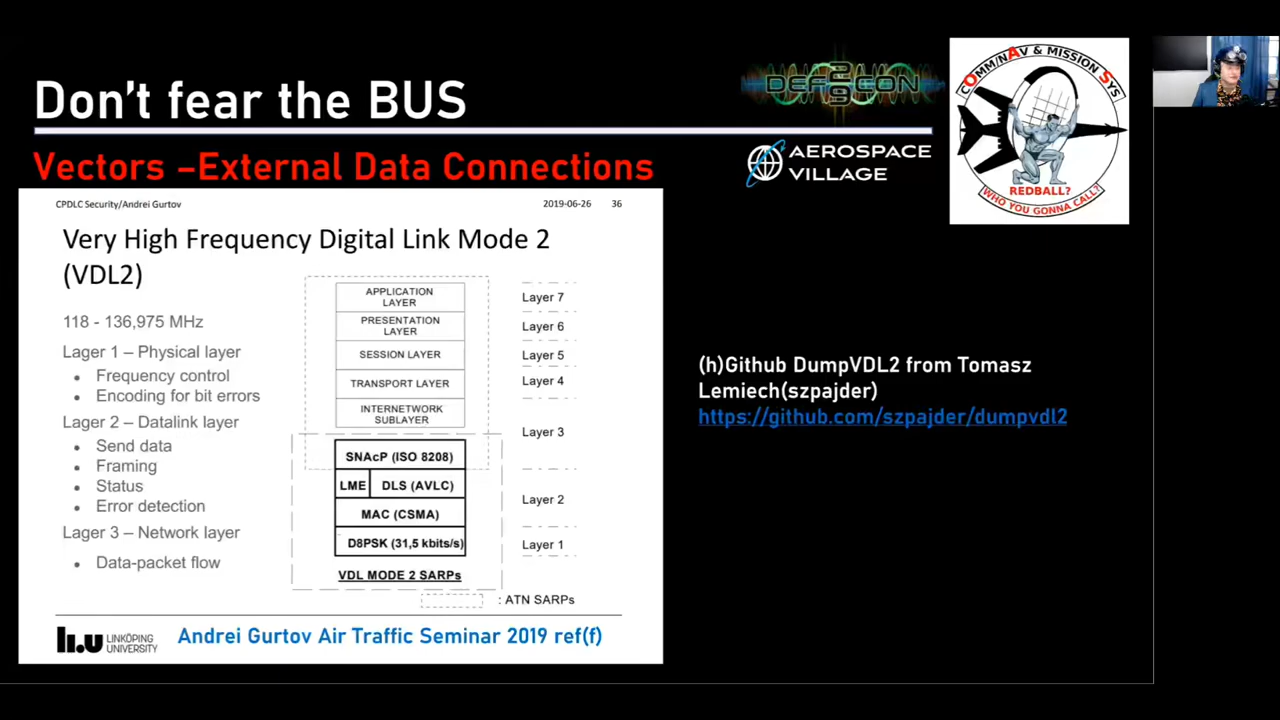 Don't fear the BUS
Vectors –External Data Connections
DEFCON
29
AEROSPACE
VILLAGE
COMM/NAV & MISSION SYS
REDBALL?
WHO YOU GONNA CALL?
CPDLC Security/Andrei Gurtov
2019-06-26 36
Very High Frequency Digital Link Mode 2
(VDL2)
118 - 136,975 MHz
Lager 1 – Physical layer
• Frequency control
• Encoding for bit errors
Lager 2 – Datalink layer
• Send data
• Framing
• Status
• Error detection
Lager 3 – Network layer
• Data-packet flow
APPLICATION
LAYER
Layer 7
PRESENTATION
LAYER
Layer 6
SESSION LAYER
Layer 5
TRANSPORT LAYER
Layer 4
INTERNETWORK
SUBLAYER
Layer 3
SNAcP (ISO 8208)
LME DLS (AVLC)
Layer 2
MAC (CSMA)
D8PSK (31,5 kbits/s)
Layer 1
VDL MODE 2 SARPs
: ATN SARPs
LIU LINKÖPING
UNIVERSITY
Andrei Gurtov Air Traffic Seminar 2019 ref(f)
(h)Github DumpVDL2 from Tomasz
Lemiech(szpajder)
https://github.com/szpajder/dumpvdl2